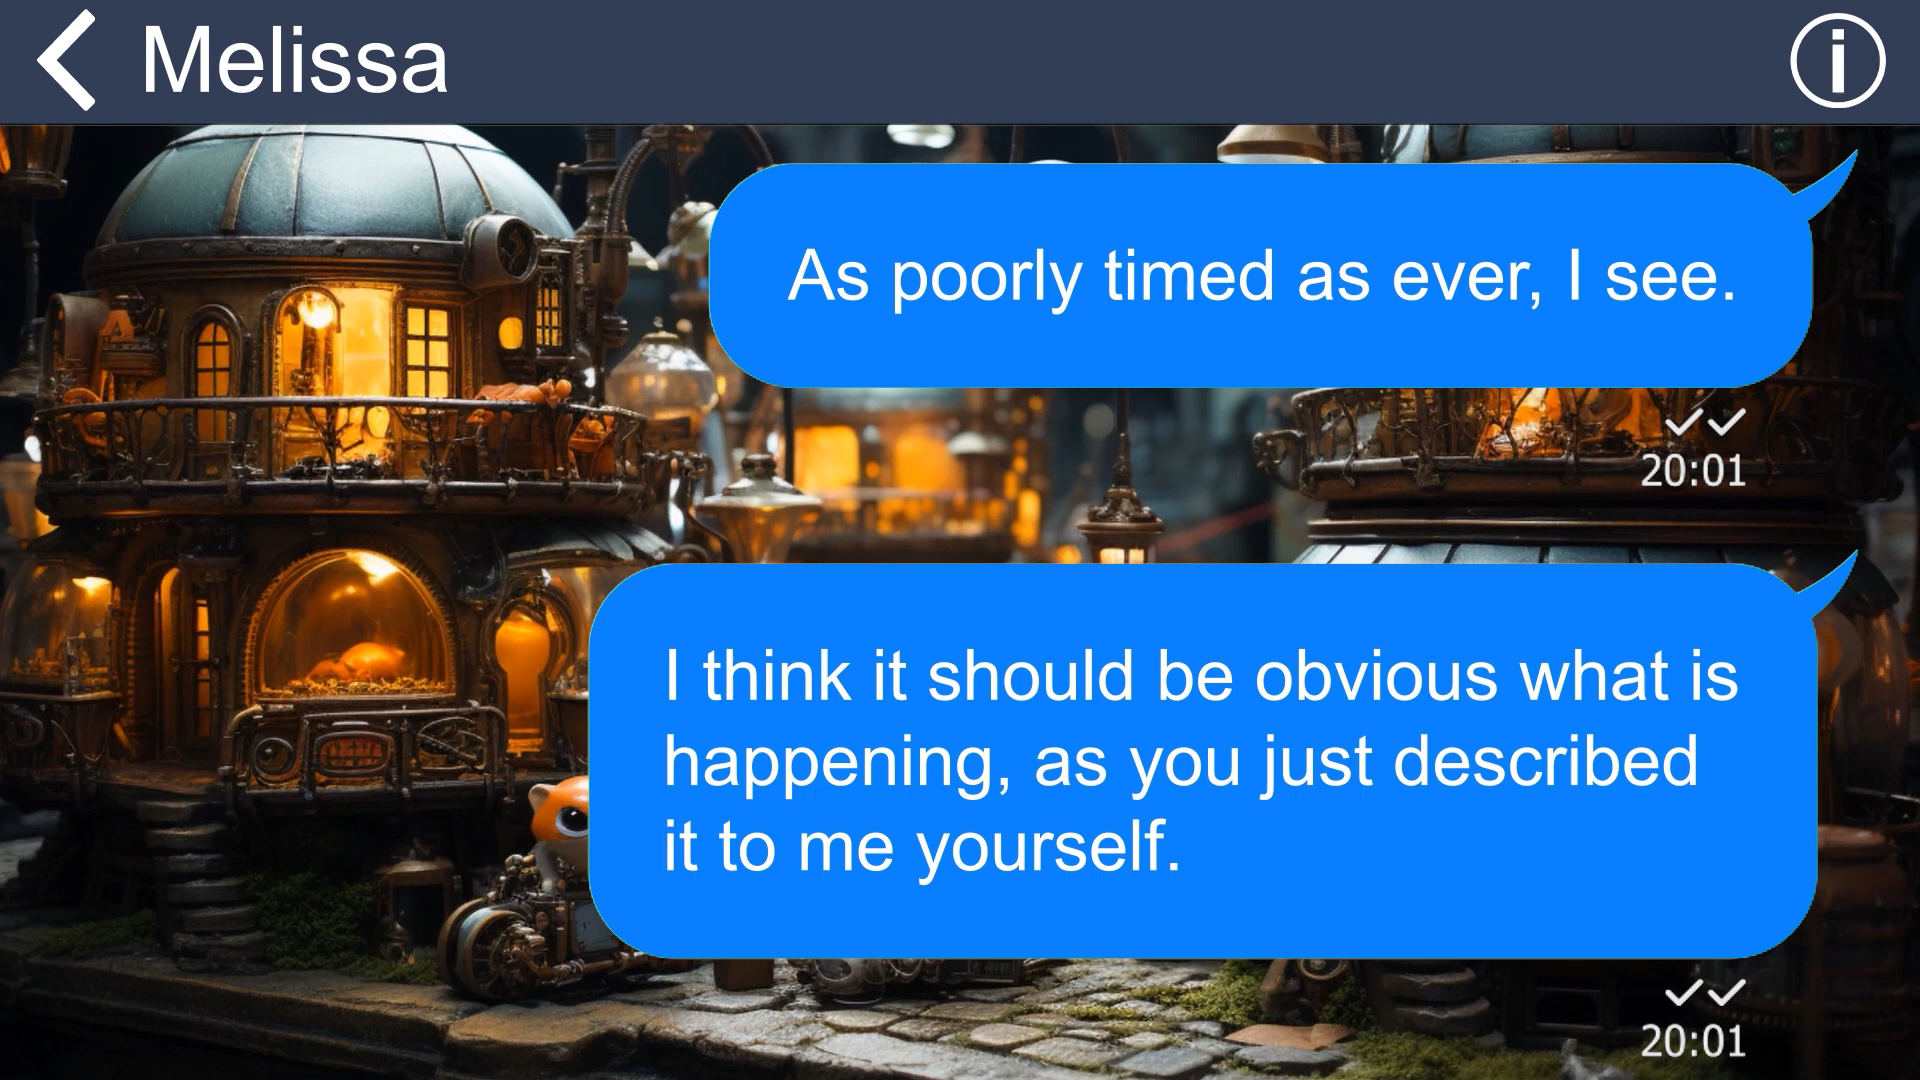 Melissa
As poorly timed as ever, I see.
20:01
I think it should be obvious what is
happening, as you just described
it to me yourself.
20:01